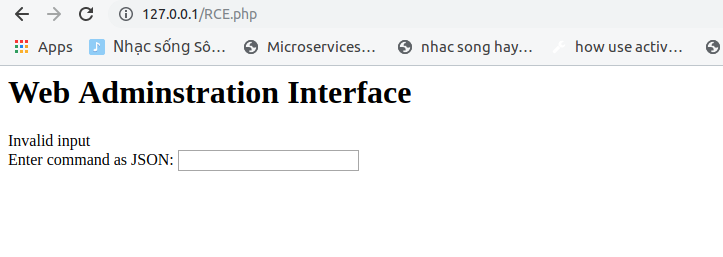 127.0.0.1/RCE.php
Apps Nhạc sống Sô... Microservices... nhac song hay... how use activ...
Web Adminstration Interface
Invalid input
Enter command as JSON: